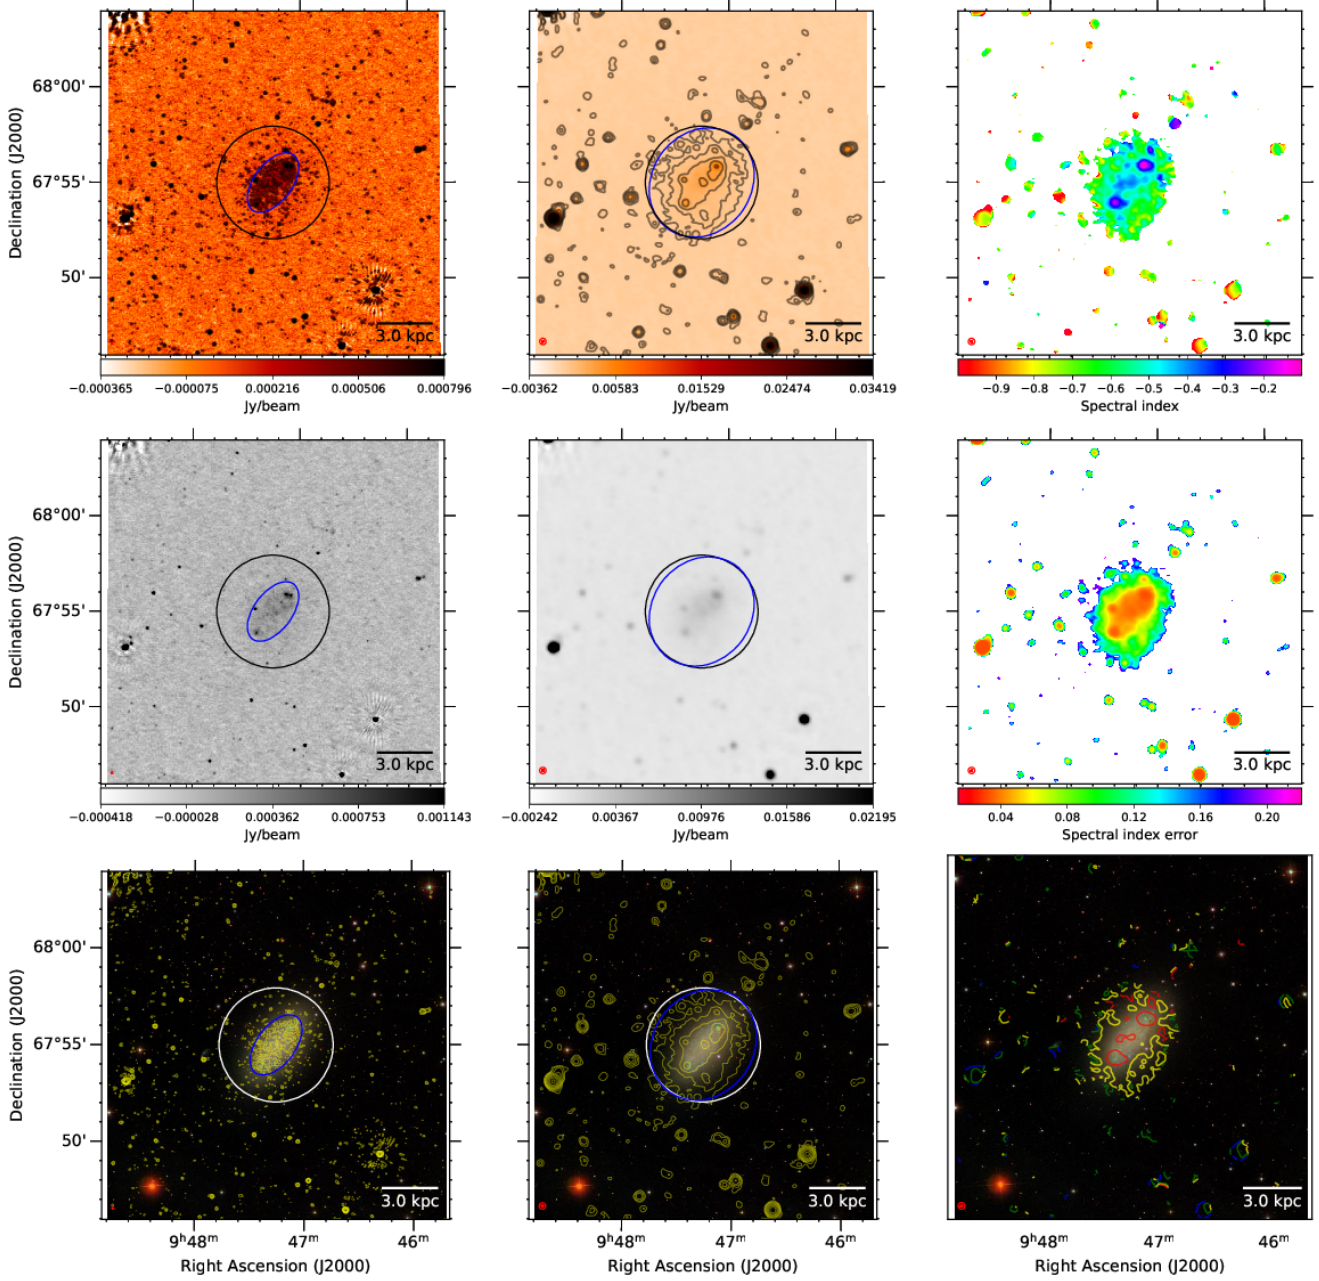 Declination (J2000)
68°00'
67°55'
50'
3.0 kpc
3.0 kpc
3.0 kpc
−0.000365 −0.000075 0.000216 0.000506 0.000796
Jy/beam
−0.00362 0.00583 0.01529 0.02474 0.03419
Jy/beam
−0.9 −0.8 −0.7 −0.6 −0.5 −0.4 −0.3 −0.2
Spectral index
Declination (J2000)
68°00'
67°55'
50'
3.0 kpc
3.0 kpc
3.0 kpc
−0.000418 −0.000028 0.000362 0.000753 0.001143
Jy/beam
−0.00242 0.00367 0.00976 0.01586 0.02195
Jy/beam
0.04 0.08 0.12 0.16 0.20
Spectral index error
Declination (J2000)
68°00'
67°55'
50'
3.0 kpc
3.0 kpc
3.0 kpc
9ʰ48ᵐ 47ᵐ 46ᵐ
Right Ascension (J2000)
9ʰ48ᵐ 47ᵐ 46ᵐ
Right Ascension (J2000)
9ʰ48ᵐ 47ᵐ 46ᵐ
Right Ascension (J2000)